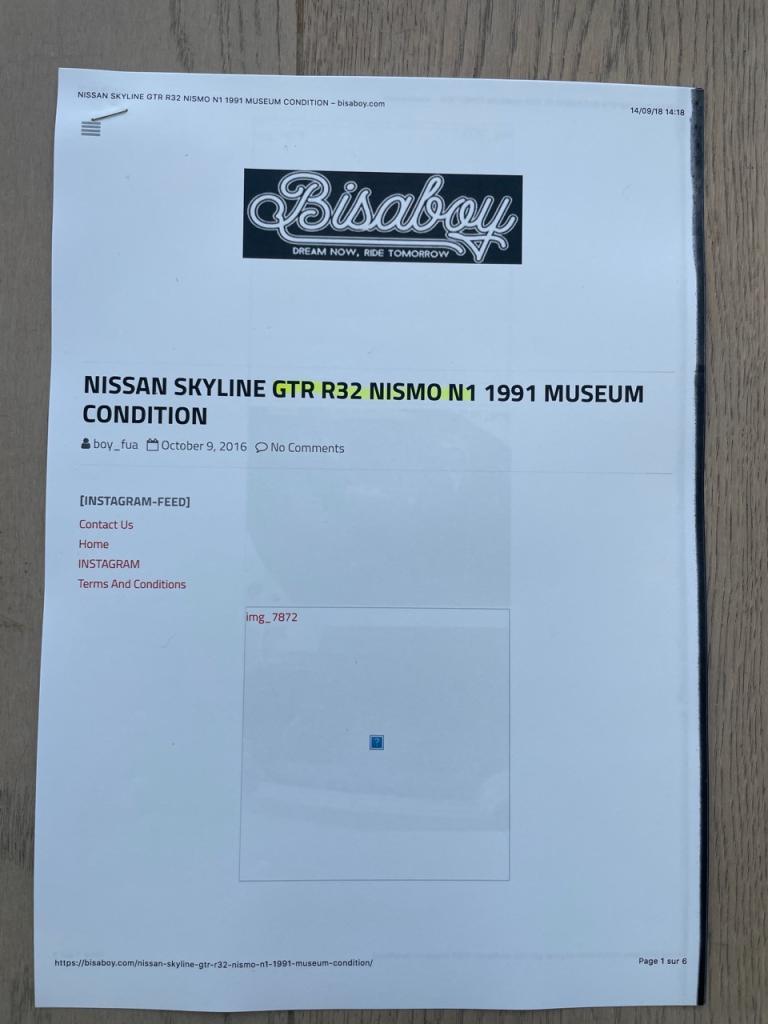 NISSAN SKYLINE GTR R32 NISMO N1 1991 MUSEUM CONDITION – bisaboy.com
14/09/18 14:18
Bisaboy
DREAM NOW, RIDE TOMORROW
NISSAN SKYLINE GTR R32 NISMO N1 1991 MUSEUM
CONDITION
boy_fua October 9, 2016 No Comments
[INSTAGRAM-FEED]
Contact Us
Home
INSTAGRAM
Terms And Conditions
img_7872
?
https://bisaboy.com/nissan-skyline-gtr-r32-nismo-n1-1991-museum-condition/
Page 1 sur 6